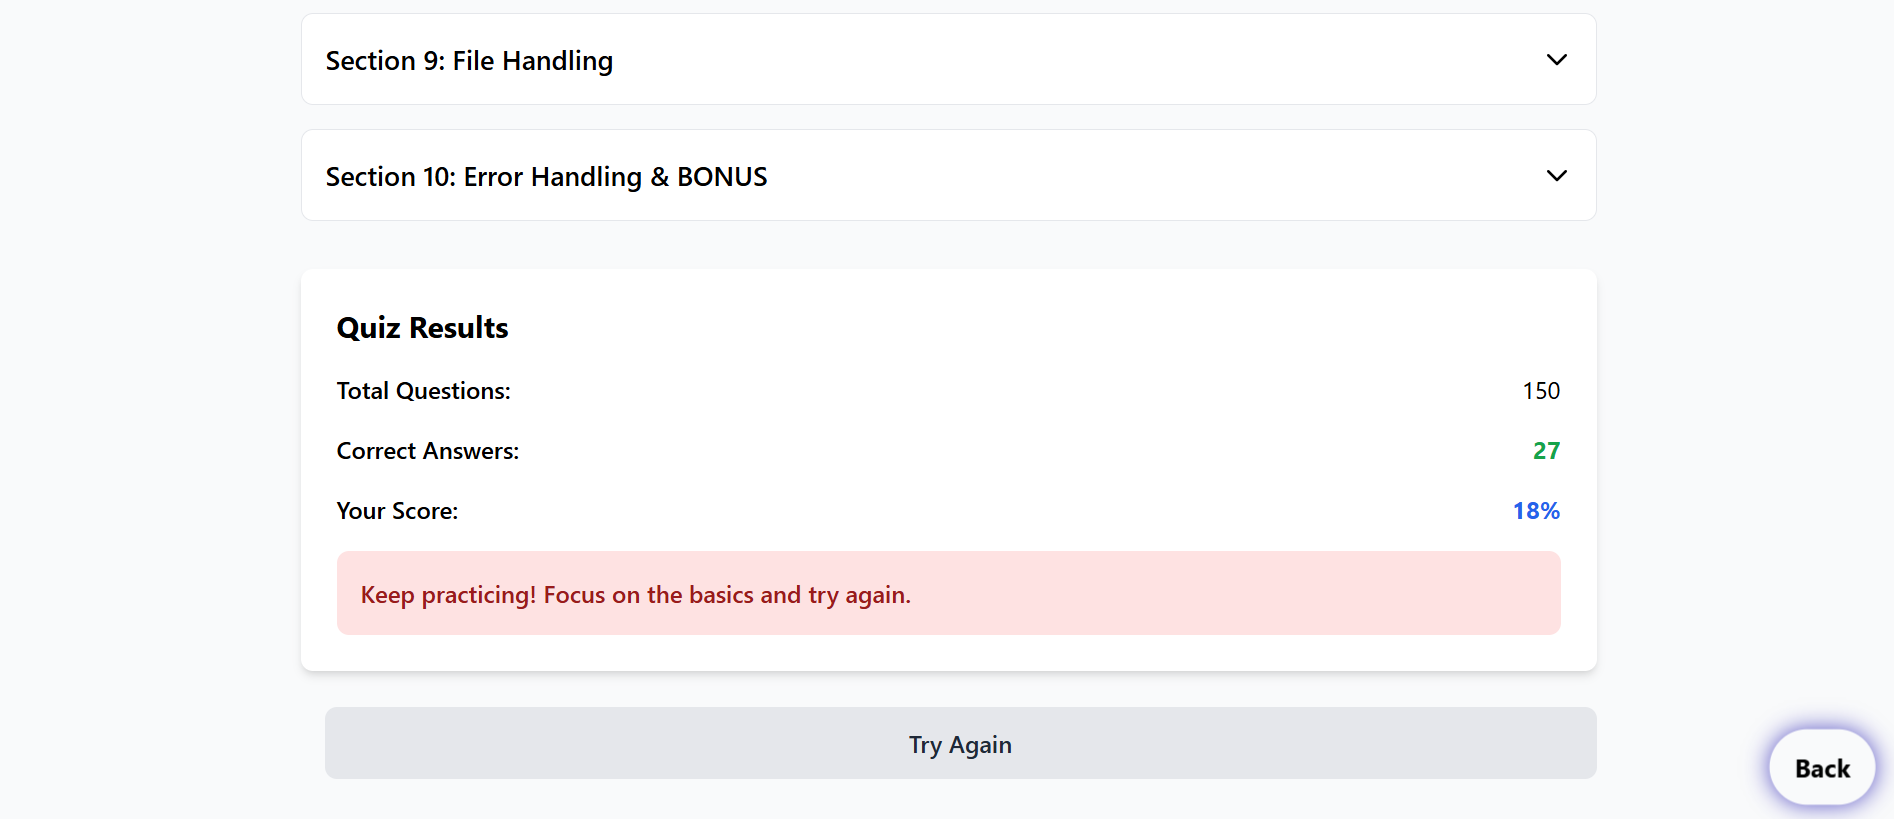 Section 9: File Handling
Section 10: Error Handling & BONUS
Quiz Results
Total Questions: 150
Correct Answers: 27
Your Score: 18%
Keep practicing! Focus on the basics and try again.
Try Again
Back